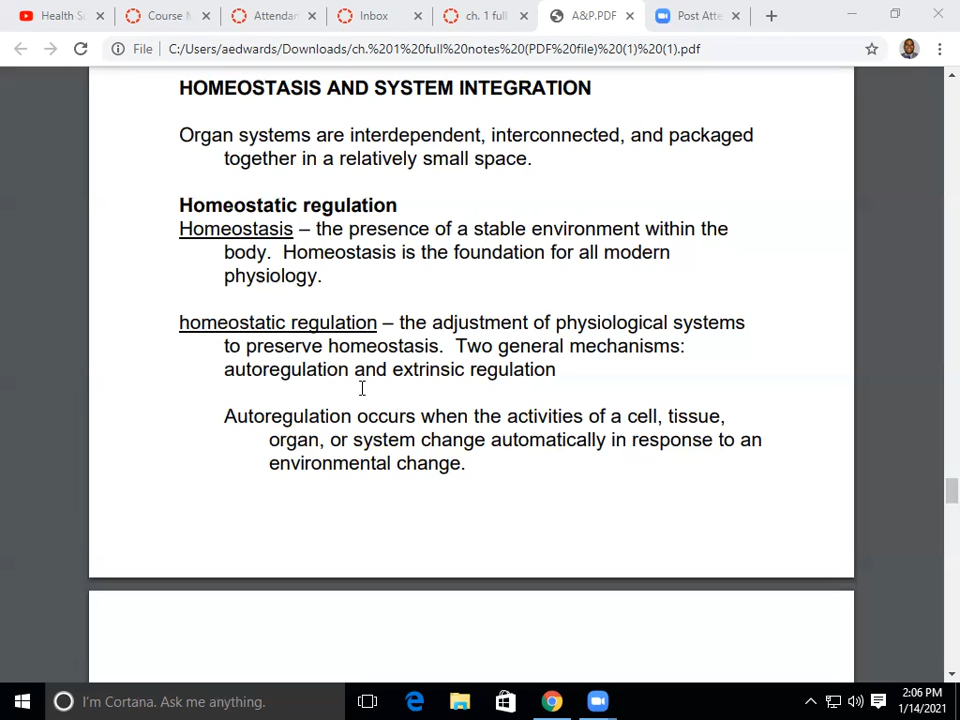 Health S
Course M
Attendan
Inbox
ch. 1 full
A&P.PDF
Post Atte
File
C:/Users/aedwards/Downloads/ch.%201%20full%20notes%20(PDF%20file)%20(1)%20(1).pdf
HOMEOSTASIS AND SYSTEM INTEGRATION
Organ systems are interdependent, interconnected, and packaged
together in a relatively small space.
Homeostatic regulation
Homeostasis – the presence of a stable environment within the
body. Homeostasis is the foundation for all modern
physiology.
homeostatic regulation – the adjustment of physiological systems
to preserve homeostasis. Two general mechanisms:
autoregulation and extrinsic regulation
Autoregulation occurs when the activities of a cell, tissue,
organ, or system change automatically in response to an
environmental change.
I'm Cortana. Ask me anything.
2:06 PM
1/14/2021